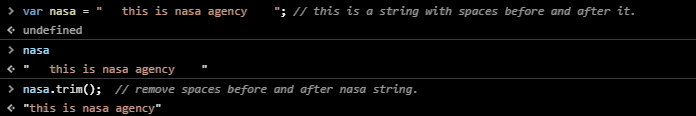 > var nasa = "   this is nasa agency    "; // this is a string with spaces before and after it.
<· undefined
> nasa
<· "   this is nasa agency    "
> nasa.trim();  // remove spaces before and after nasa string.
<· "this is nasa agency"